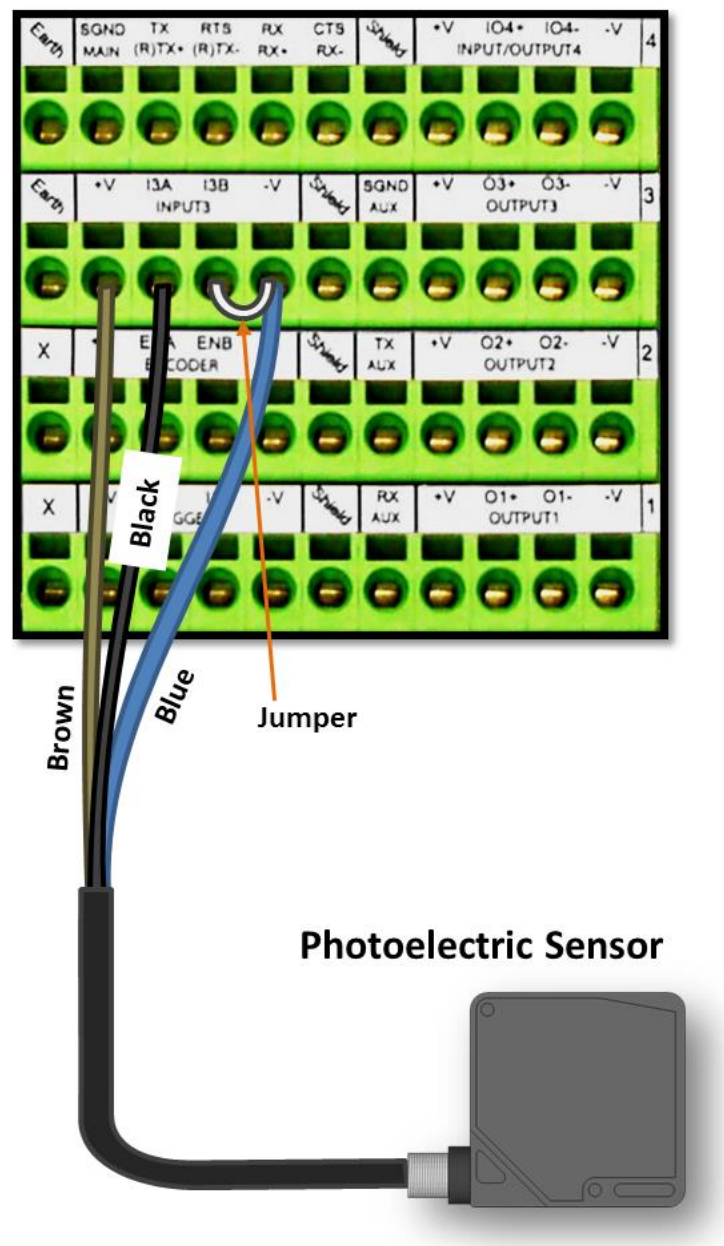 Earth SGND TX RTS RX CTS Shield +V IO4+ IO4- -V 4
MAIN (R)TX+ (R)TX- RX+ RX- INPUT/OUTPUT4
Earth +V I3A I3B -V Shield SGND +V O3+ O3- -V 3
INPUT3 AUX OUTPUT3
X ENB Shield TX +V O2+ O2- -V 2
AUX OUTPUT2
X -V Shield RX +V O1+ O1- -V 1
AUX OUTPUT1
Black
Brown
Blue
Jumper
Photoelectric Sensor